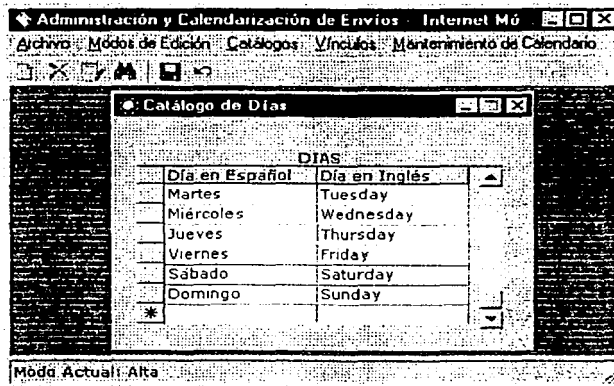 Administración y Calendarización de Envíos - Internet Mó
Archivo Modos de Edición Catálogos Vínculos Mantenimiento de Calendario
Catálogo de Días
DIAS
Día en Español Día en Inglés
Martes Tuesday
Miércoles Wednesday
Jueves Thursday
Viernes Friday
Sábado Saturday
Domingo Sunday
*
Modo Actual: Alta